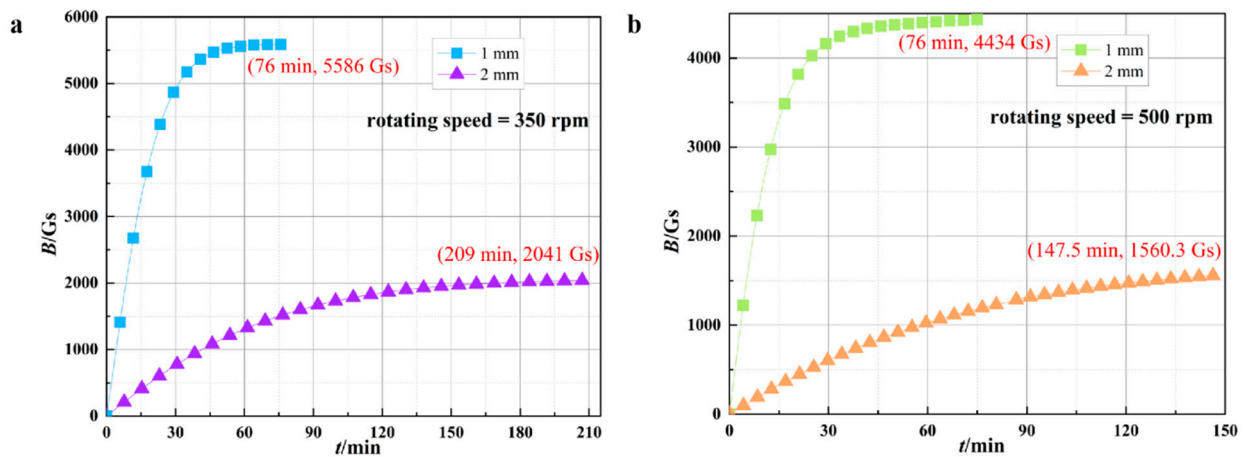 a
6000
5000
4000
3000
2000
1000
0
B/Gs
0 30 60 90 120 150 180 210
t/min
1 mm
2 mm
(76 min, 5586 Gs)
rotating speed = 350 rpm
(209 min, 2041 Gs)
b
4000
3000
2000
1000
0
B/Gs
0 30 60 90 120 150
t/min
(76 min, 4434 Gs)
1 mm
2 mm
rotating speed = 500 rpm
(147.5 min, 1560.3 Gs)